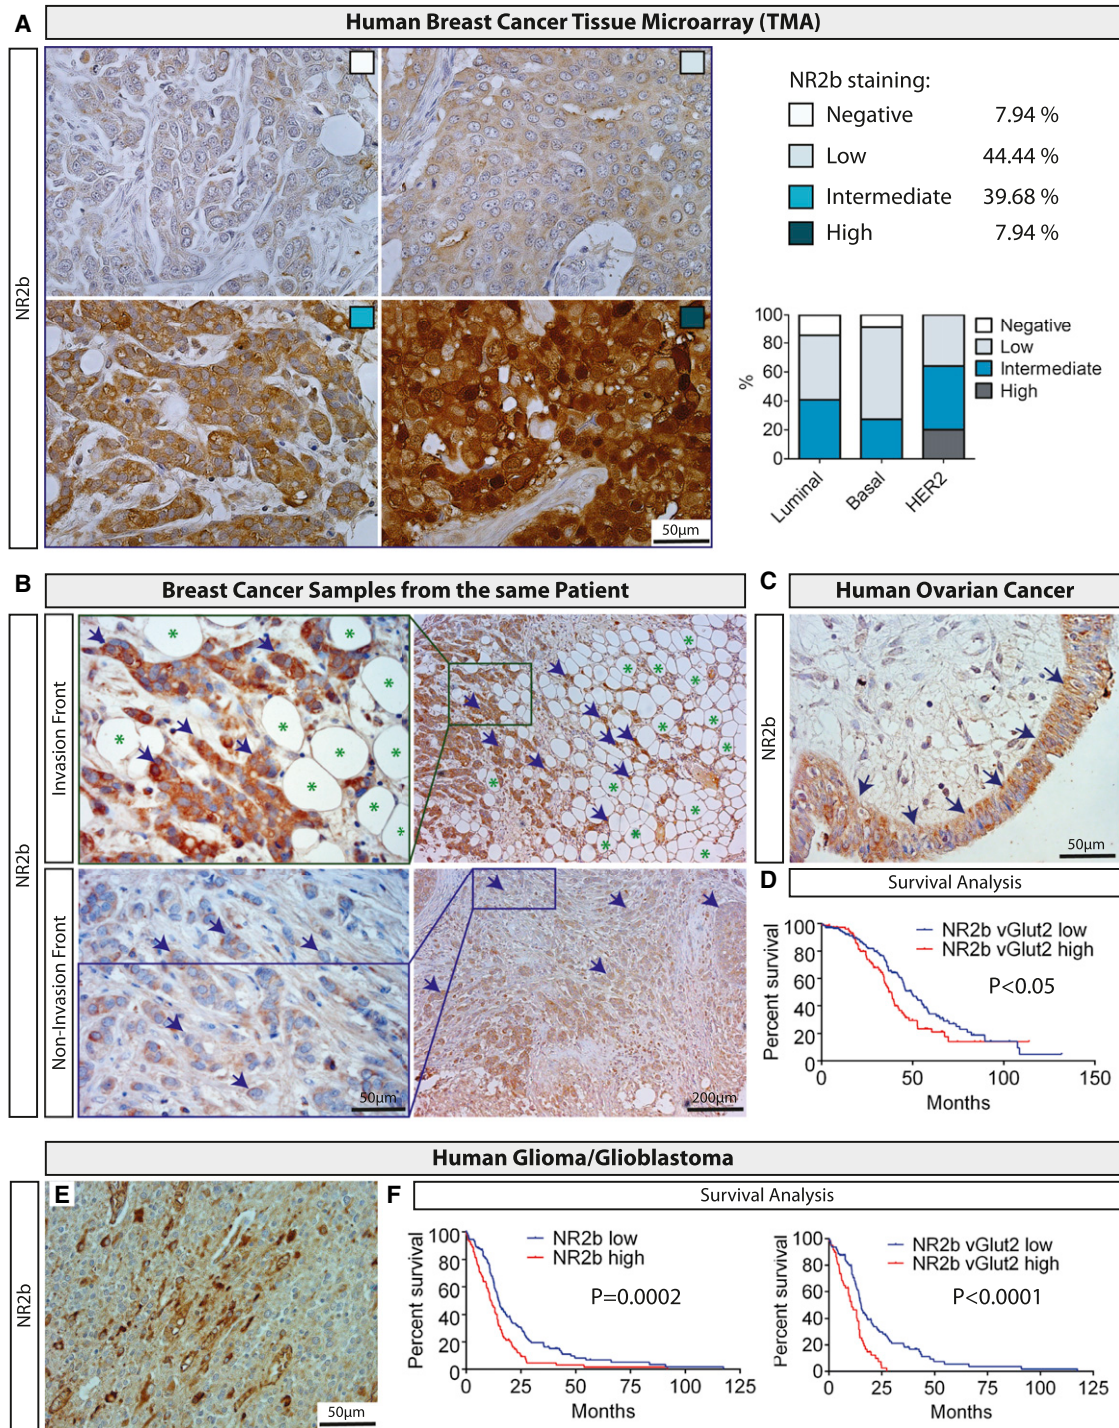 A
Human Breast Cancer Tissue Microarray (TMA)
NR2b
50µm
NR2b staining:
Negative 7.94 %
Low 44.44 %
Intermediate 39.68 %
High 7.94 %
100
80
60
40
20
0
%
Luminal
Basal
HER2
Negative
Low
Intermediate
High
B
Breast Cancer Samples from the same Patient
NR2b
Invasion Front
* * * * * * * * *
* * * * * * * * * * * * *
Non-Invasion Front
50µm
200µm
C
Human Ovarian Cancer
NR2b
50µm
D
Survival Analysis
Percent survival
100
80
60
40
20
0
0 50 100 150
Months
NR2b vGlut2 low
NR2b vGlut2 high
P<0.05
Human Glioma/Glioblastoma
E
NR2b
50µm
F
Survival Analysis
Percent survival
100
80
60
40
20
0
0 25 50 75 100 125
Months
NR2b low
NR2b high
P=0.0002
Percent survival
100
80
60
40
20
0
0 25 50 75 100 125
Months
NR2b vGlut2 low
NR2b vGlut2 high
P<0.0001